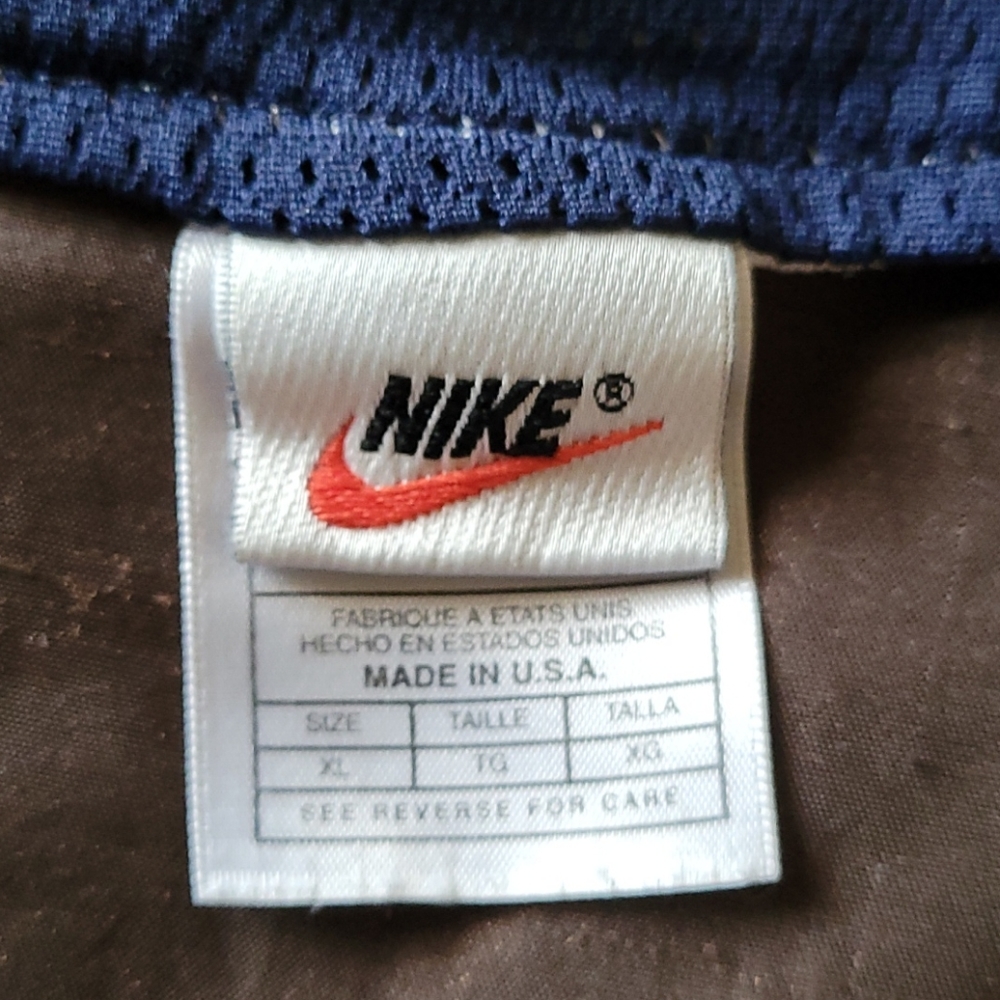 NIKE®
FABRIQUE A ETATS UNIS
HECHO EN ESTADOS UNIDOS
MADE IN U.S.A.
SIZE TAILLE TALLA
XL TG XG
SEE REVERSE FOR CARE